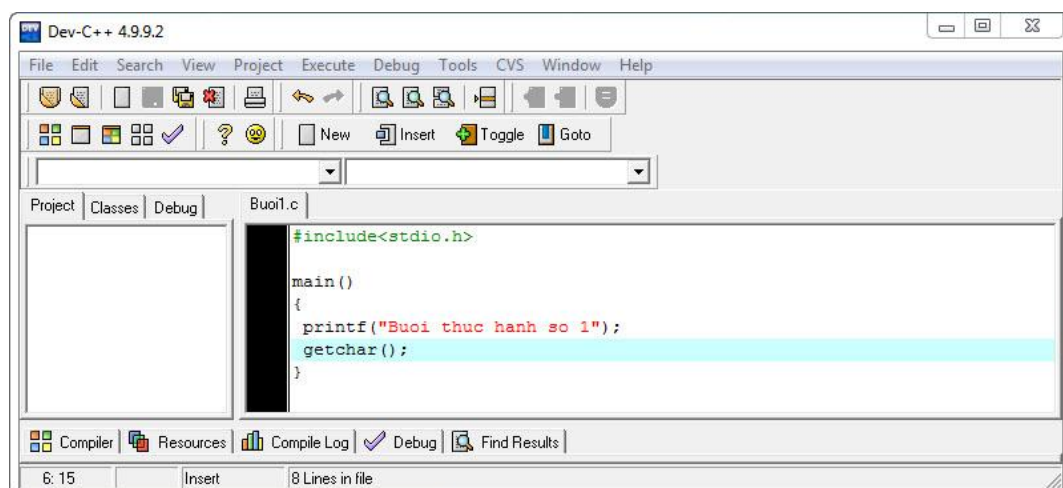 Dev-C++ 4.9.9.2
File Edit Search View Project Execute Debug Tools CVS Window Help
New Insert Toggle Goto
Project Classes Debug
Buoi1.c
#include<stdio.h>
main()
{
printf("Buoi thuc hanh so 1");
getchar();
}
Compiler Resources Compile Log Debug Find Results
6: 15 Insert 8 Lines in file